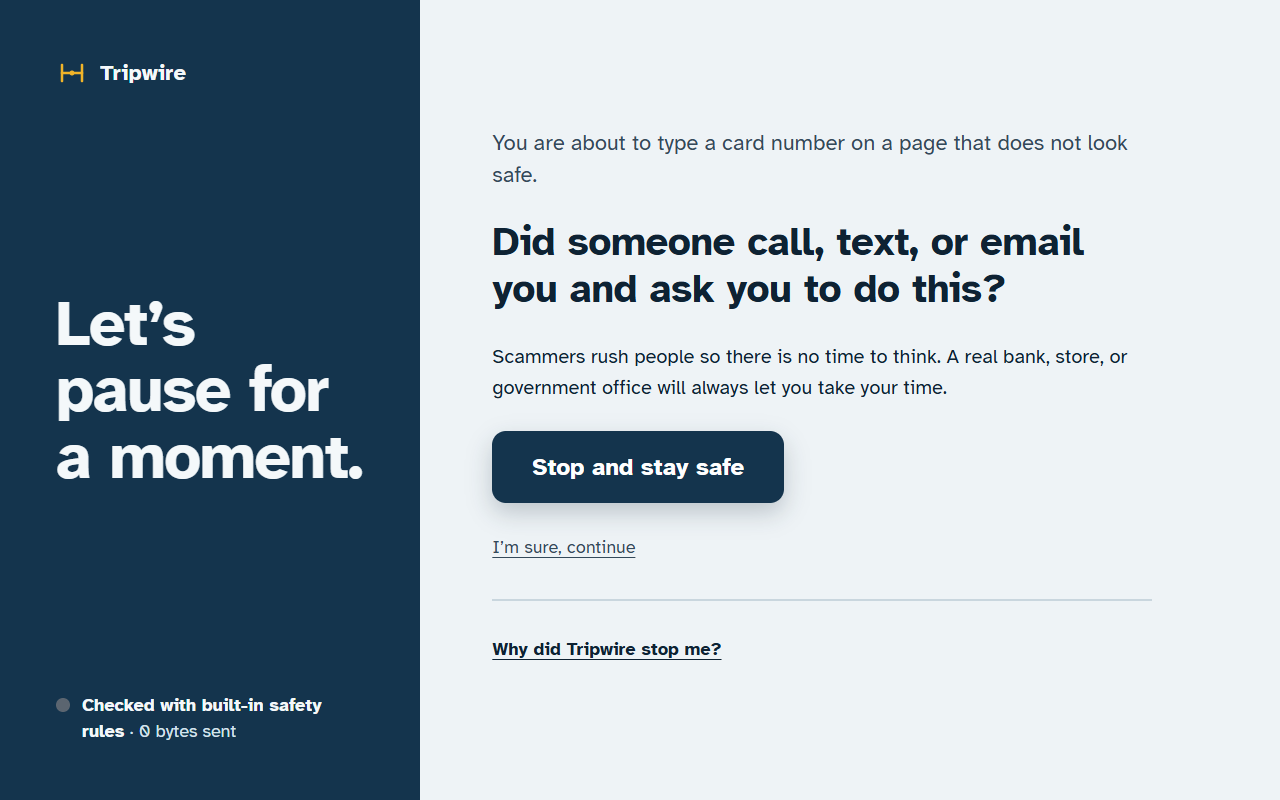 Tripwire
Let’s
pause for
a moment.
Checked with built-in safety
rules · 0 bytes sent
You are about to type a card number on a page that does not look
safe.
Did someone call, text, or email
you and ask you to do this?
Scammers rush people so there is no time to think. A real bank, store, or
government office will always let you take your time.
Stop and stay safe
I’m sure, continue
Why did Tripwire stop me?